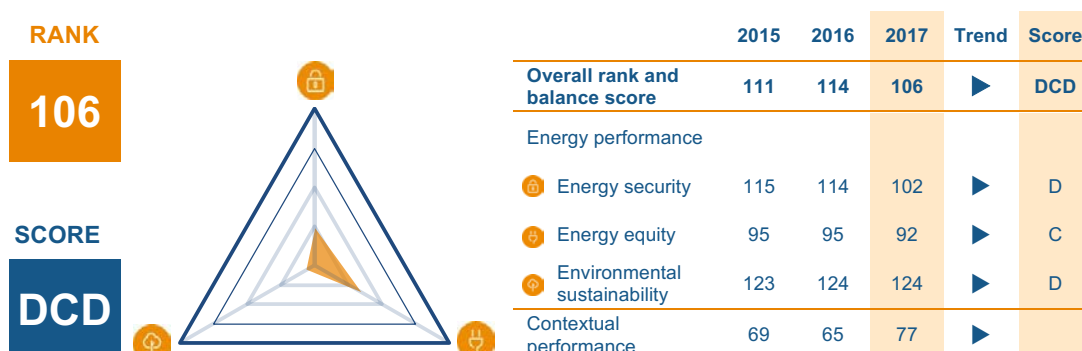 RANK
106
SCORE
DCD
2015 2016 2017 Trend Score
Overall rank and
balance score 111 114 106 ▶ DCD
Energy performance
Energy security 115 114 102 ▶ D
Energy equity 95 95 92 ▶ C
Environmental
sustainability 123 124 124 ▶ D
Contextual
performance 69 65 77 ▶